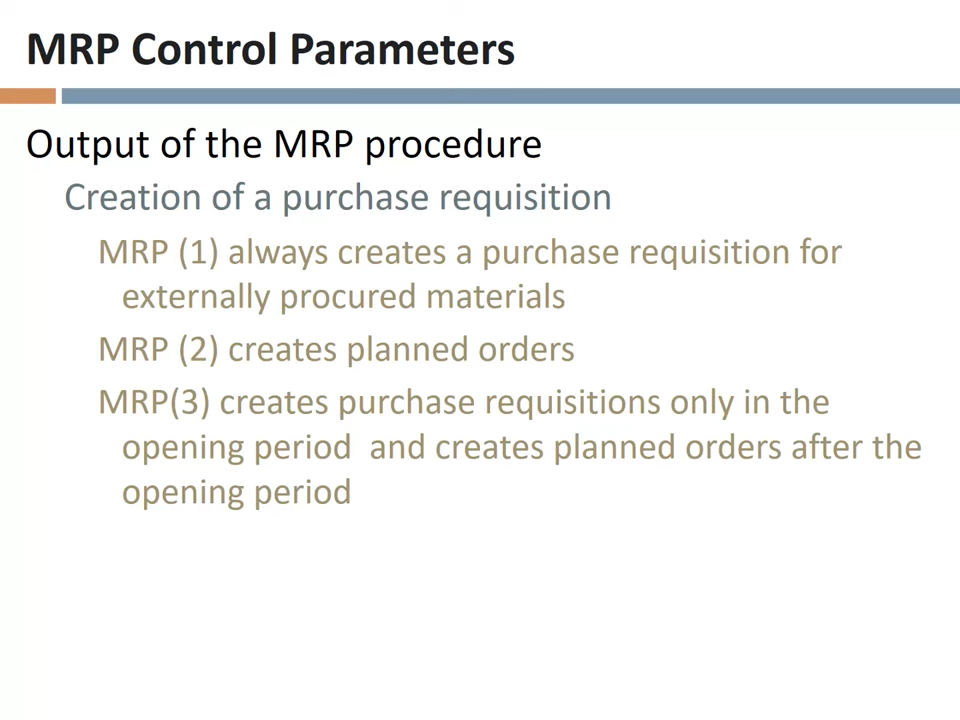 MRP Control Parameters
Output of the MRP procedure
Creation of a purchase requisition
MRP (1) always creates a purchase requisition for
externally procured materials
MRP (2) creates planned orders
MRP(3) creates purchase requisitions only in the
opening period  and creates planned orders after the
opening period